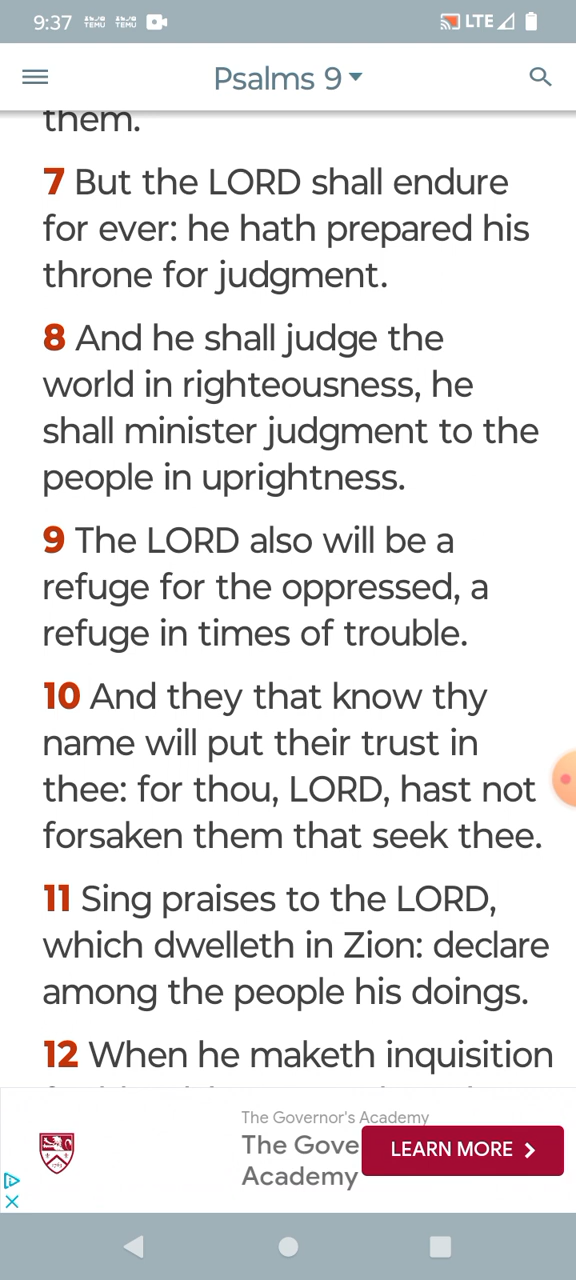 9:37 TEMU TEMU LTE
Psalms 9
them.
7 But the LORD shall endure
for ever: he hath prepared his
throne for judgment.
8 And he shall judge the
world in righteousness, he
shall minister judgment to the
people in uprightness.
9 The LORD also will be a
refuge for the oppressed, a
refuge in times of trouble.
10 And they that know thy
name will put their trust in
thee: for thou, LORD, hast not
forsaken them that seek thee.
11 Sing praises to the LORD,
which dwelleth in Zion: declare
among the people his doings.
12 When he maketh inquisition
The Governor's Academy
The Gove
Academy
LEARN MORE